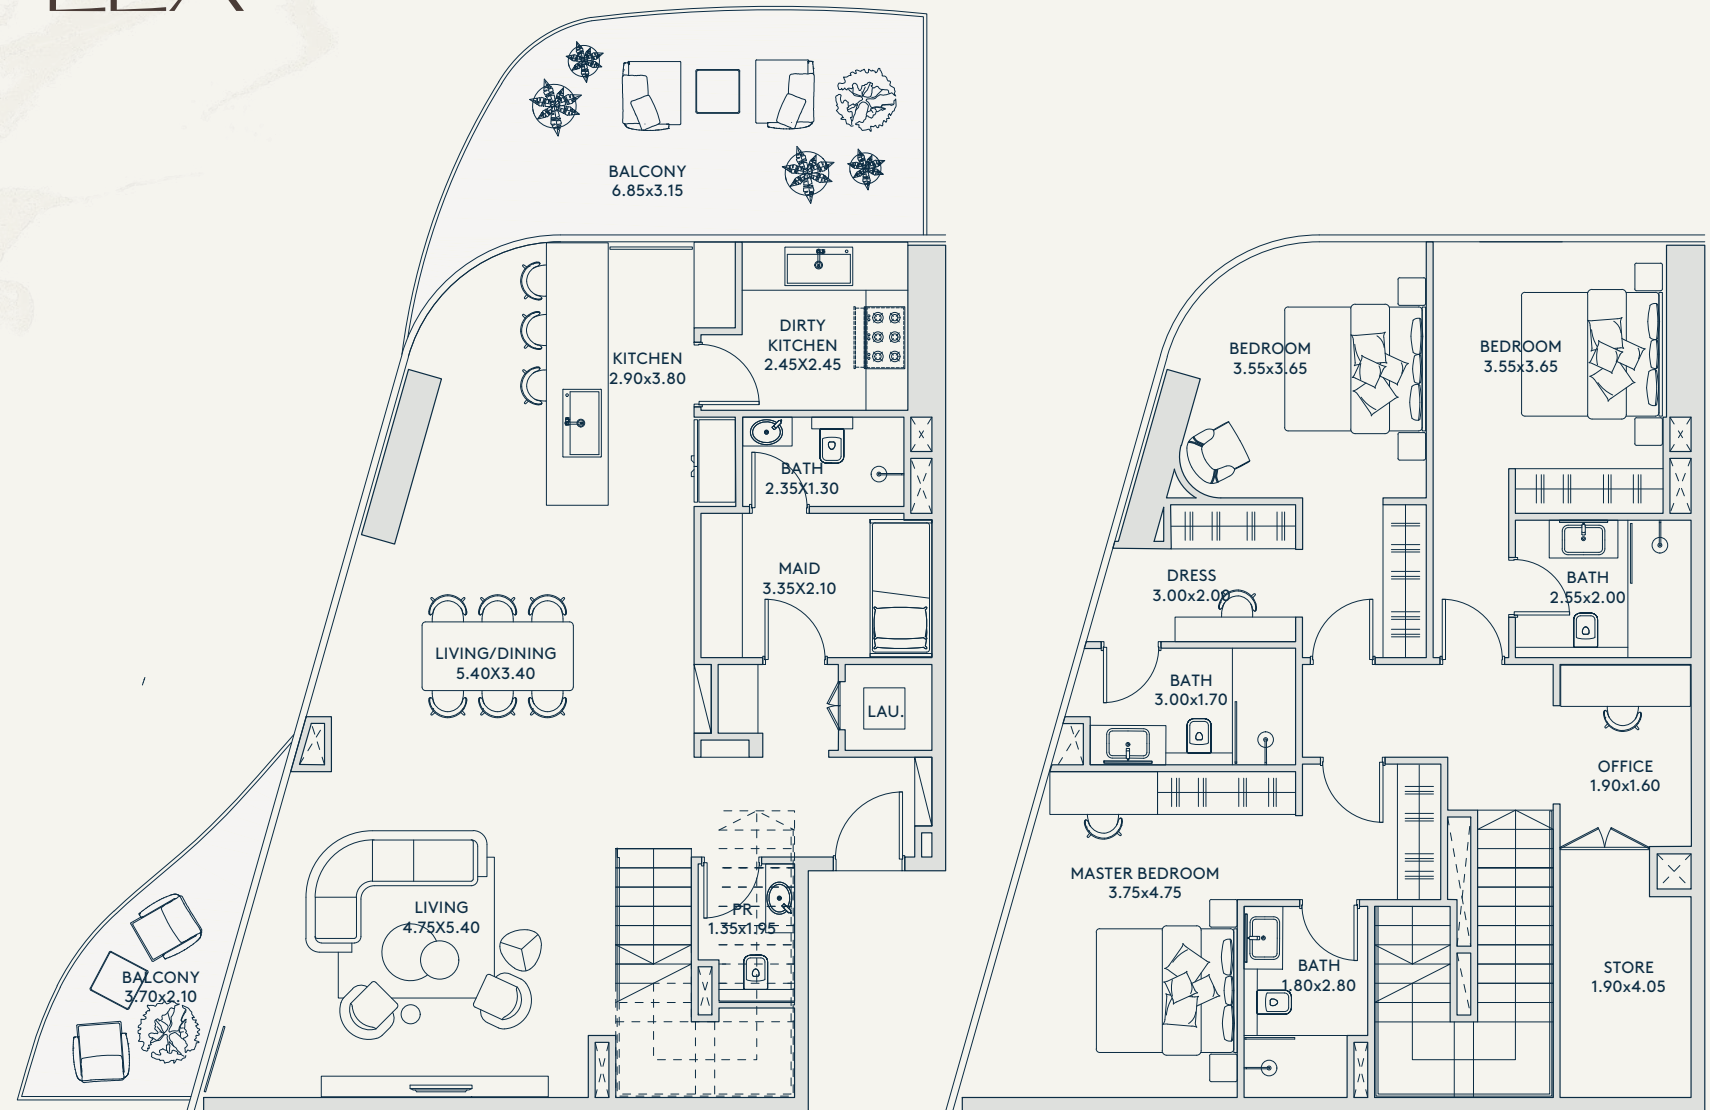 BALCONY
6.85x3.15
DIRTY
KITCHEN
2.45X2.45
KITCHEN
2.90x3.80
BATH
2.35X1.30
MAID
3.35X2.10
LIVING/DINING
5.40X3.40
LAU.
LIVING
4.75X5.40
PR
1.35x1.95
BALCONY
3.70x2.10
BEDROOM
3.55x3.65
BEDROOM
3.55x3.65
DRESS
3.00x2.00
BATH
2.55x2.00
BATH
3.00x1.70
OFFICE
1.90x1.60
MASTER BEDROOM
3.75x4.75
BATH
1.80x2.80
STORE
1.90x4.05